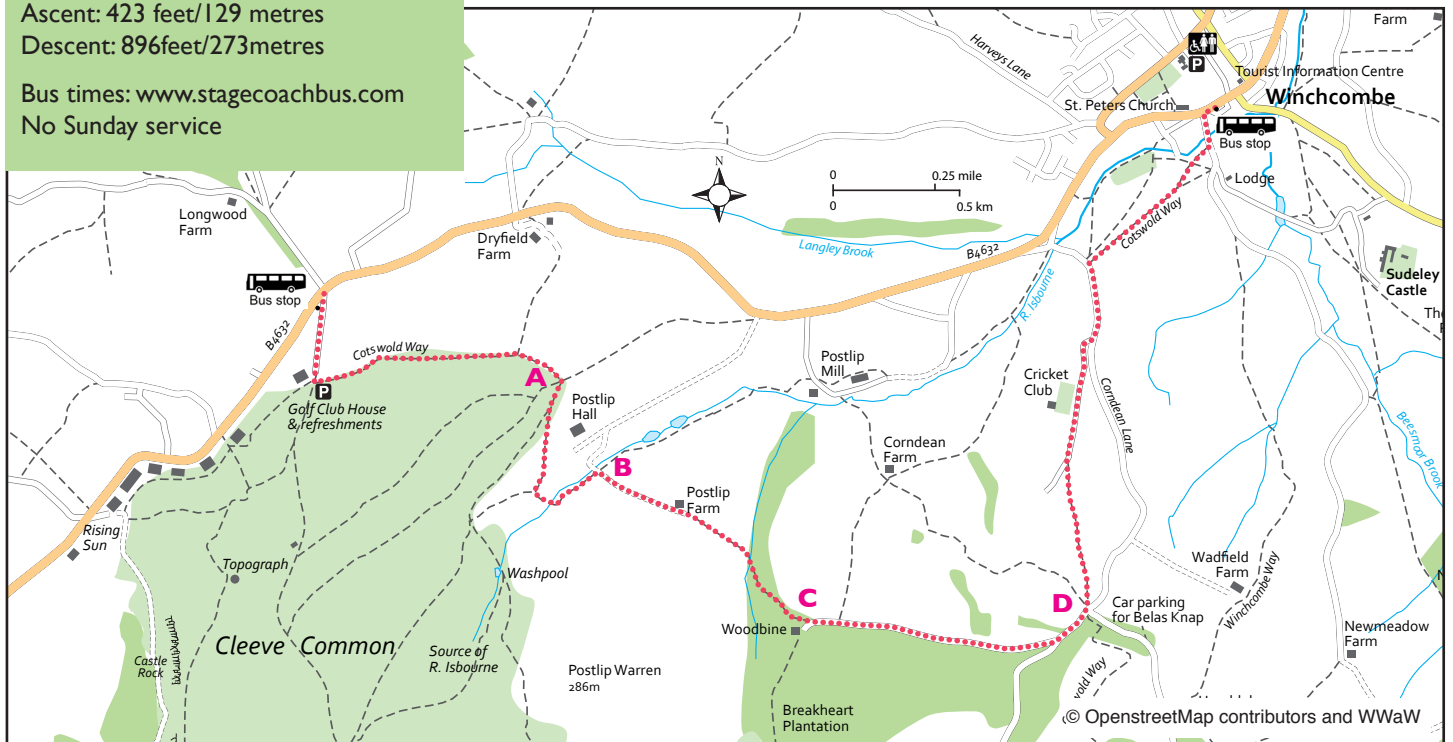 Ascent: 423 feet/129 metres
Descent: 896feet/273metres
Bus times: www.stagecoachbus.com
No Sunday service
Farm
Harveys Lane
P
Tourist Information Centre
Winchcombe
St. Peters Church
Bus stop
N
0
0.25 mile
0
0.5 km
Lodge
Longwood
Farm
Dryfield
Farm
Cotswold Way
Langley Brook
B4632
Sudeley
Castle
Bus stop
B4632
R. Isbourne
Cotswold Way
A
P
Golf Club House
& refreshments
Postlip
Hall
Postlip
Mill
Cricket
Club
Corndean Lane
Beesmoor Brook
Corndean
Farm
B
Postlip
Farm
Rising
Sun
Topograph
Washpool
Wadfield
Farm
Winchcombe Way
C
D
Car parking
for Belas Knap
Woodbine
Newmeadow
Farm
Cleeve Common
Castle
Rock
Source of
R. Isbourne
Postlip Warren
286m
Breakheart
Plantation
© OpenstreetMap contributors and WWaW